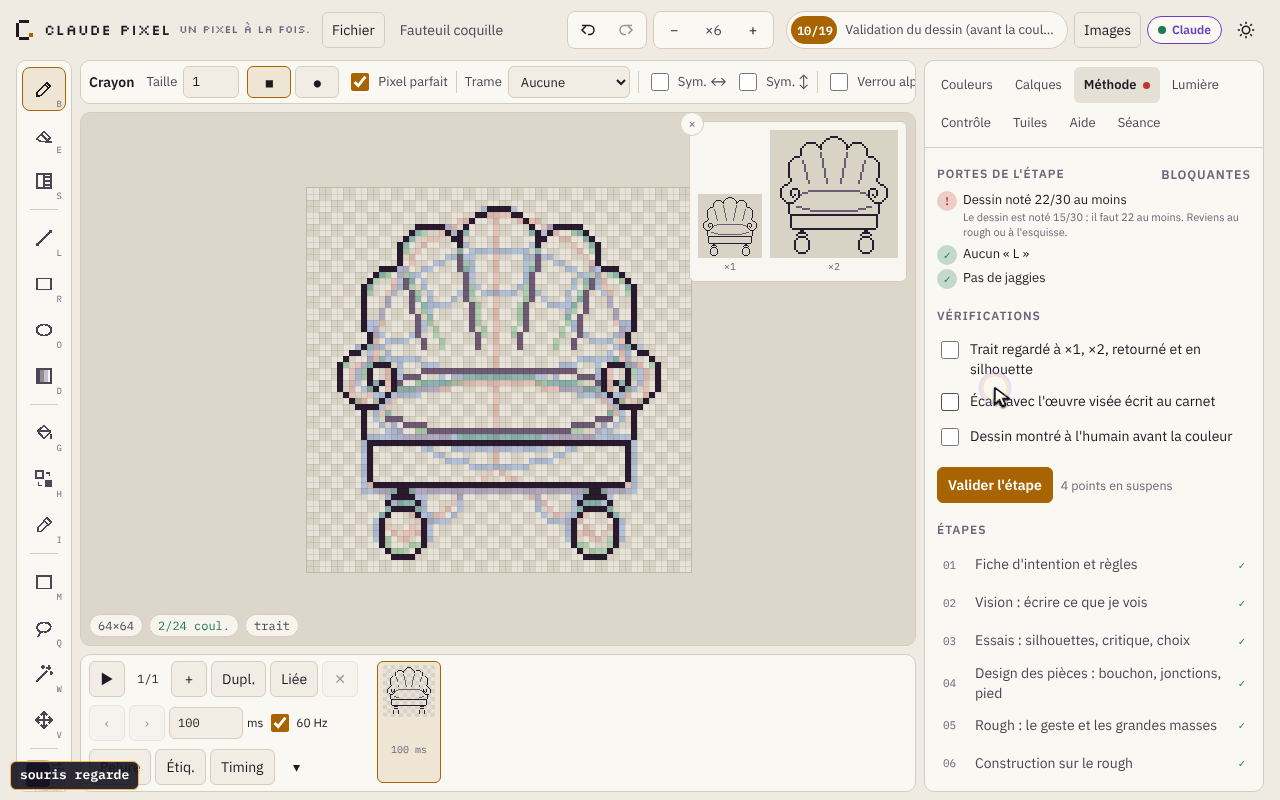 CLAUDE PIXEL UN PIXEL À LA FOIS. Fichier Fauteuil coquille − ×6 + 10/19 Validation du dessin (avant la coul… Images Claude
Crayon Taille 1 Pixel parfait Trame Aucune Sym. Sym. Verrou alp
B
E
S
L
R
O
D
G
H
I
M
Q
W
V
×
×1
×2
64×64 2/24 coul. trait
1/1 + Dupl. Liée ×
‹ › 100 ms 60 Hz
Étiq. Timing
100 ms
souris regarde
Couleurs Calques Méthode Lumière
Contrôle Tuiles Aide Séance
PORTES DE L'ÉTAPE BLOQUANTES
! Dessin noté 22/30 au moins
Le dessin est noté 15/30 : il faut 22 au moins. Reviens au
rough ou à l'esquisse.
✓ Aucun « L »
✓ Pas de jaggies
VÉRIFICATIONS
Trait regardé à ×1, ×2, retourné et en
silhouette
avec l'œuvre visée écrit au carnet
Dessin montré à l'humain avant la couleur
Valider l'étape 4 points en suspens
ÉTAPES
01 Fiche d'intention et règles ✓
02 Vision : écrire ce que je vois ✓
03 Essais : silhouettes, critique, choix ✓
04 Design des pièces : bouchon, jonctions,
pied ✓
05 Rough : le geste et les grandes masses ✓
06 Construction sur le rough ✓